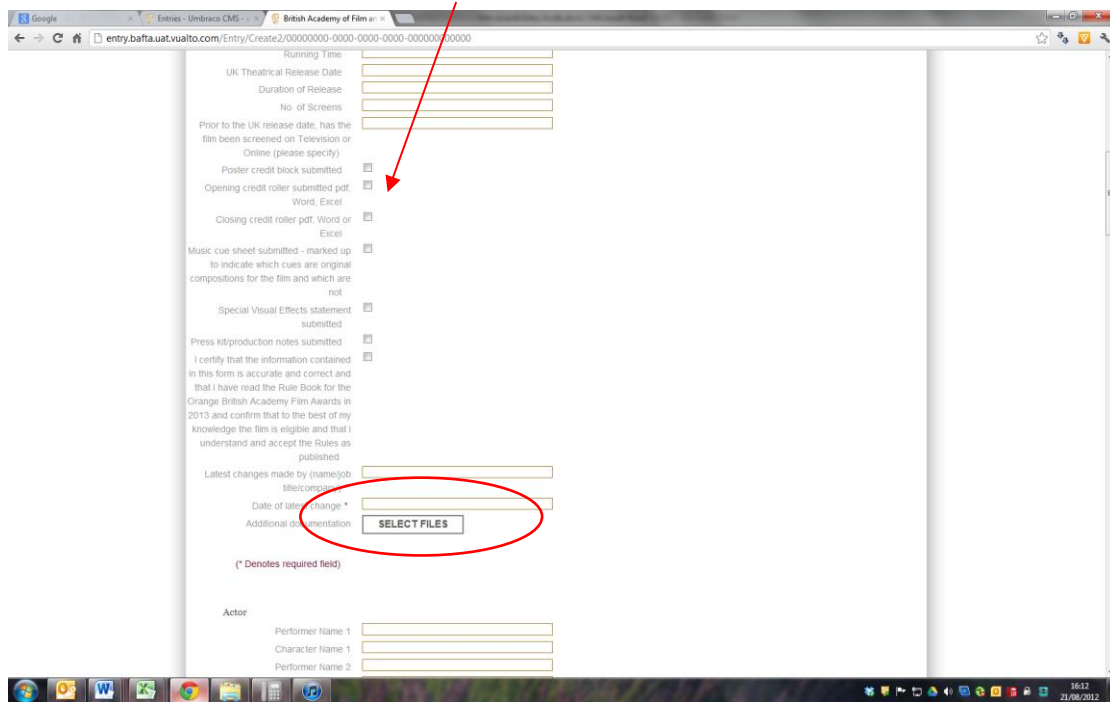 Google
Entries - Umbraco CMS - v
British Academy of Film an
entry.bafta.uat.vualto.com/Entry/Create2/00000000-0000-0000-0000-000000000000
Running Time
UK Theatrical Release Date
Duration of Release
No. of Screens
Prior to the UK release date, has the
film been screened on Television or
Online (please specify)
Poster credit block submitted
Opening credit roller submitted pdf,
Word, Excel
Closing credit roller pdf, Word or
Excel
Music cue sheet submitted - marked up
to indicate which cues are original
compositions for the film and which are
not
Special Visual Effects statement
submitted
Press kit/production notes submitted
I certify that the information contained
in this form is accurate and correct and
that I have read the Rule Book for the
Orange British Academy Film Awards in
2013 and confirm that to the best of my
knowledge the film is eligible and that I
understand and accept the Rules as
published
Latest changes made by (name/job
title/company)
Date of latest change *
Additional documentation SELECT FILES
(* Denotes required field)
Actor
Performer Name 1
Character Name 1
Performer Name 2
16:12
21/08/2012